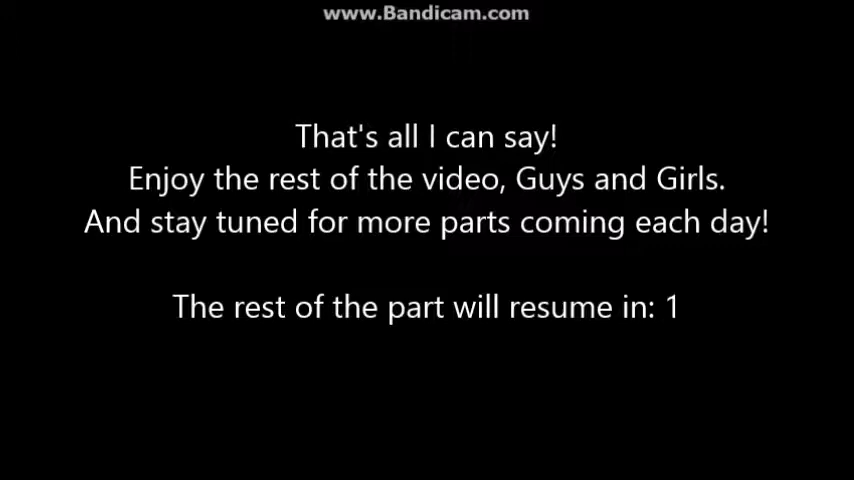 www.Bandicam.com
That's all I can say!
Enjoy the rest of the video, Guys and Girls.
And stay tuned for more parts coming each day!
The rest of the part will resume in: 1